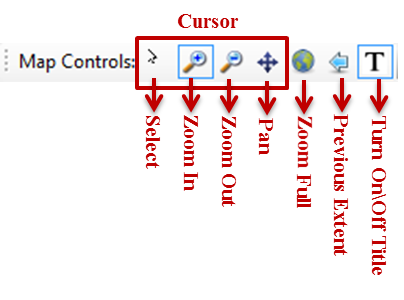 Cursor
Map Controls:
T
Select
Zoom In
Zoom Out
Pan
Zoom Full
Previous Extent
Turn On\Off Title